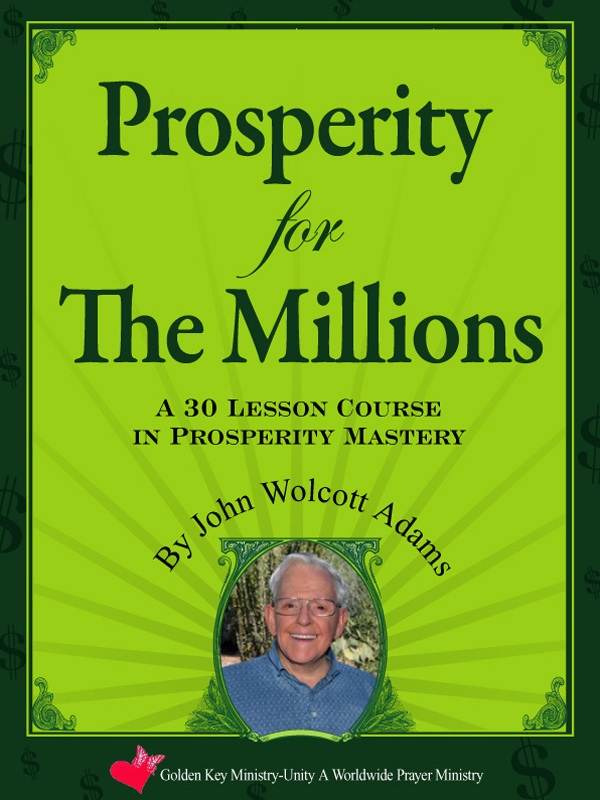 Prosperity
for
The Millions
A 30 Lesson Course
in Prosperity Mastery
By John Wolcott Adams
Golden Key Ministry-Unity A Worldwide Prayer Ministry